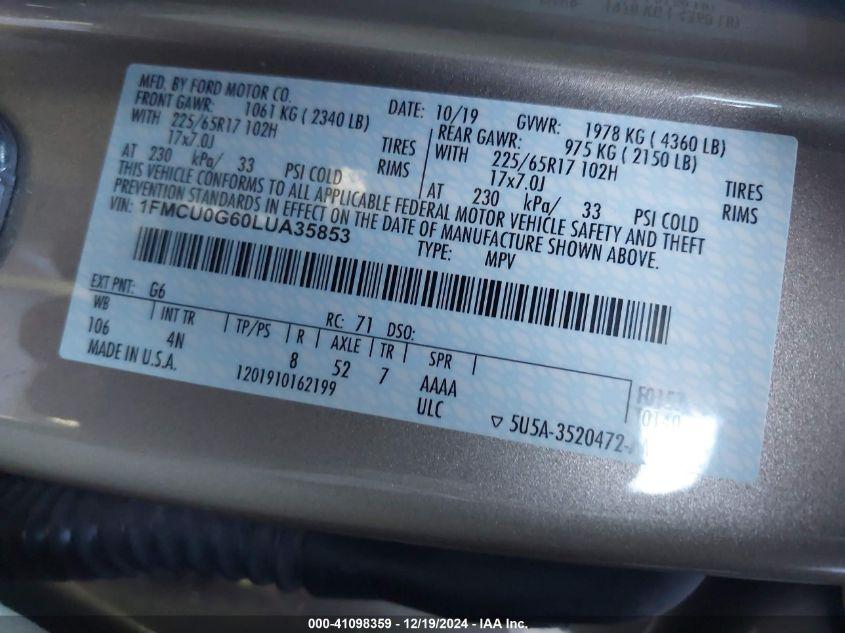 MFD. BY FORD MOTOR CO.
DATE: 10/19 GVWR: 1978 KG ( 4360 LB)
FRONT GAWR: 1061 KG ( 2340 LB) REAR GAWR: 975 KG ( 2150 LB)
WITH 225/65R17 102H TIRES WITH 225/65R17 102H TIRES
17x7.0J RIMS 17x7.0J RIMS
AT 230 kPa/ 33 PSI COLD AT 230 kPa/ 33 PSI COLD
THIS VEHICLE CONFORMS TO ALL APPLICABLE FEDERAL MOTOR VEHICLE SAFETY AND THEFT
PREVENTION STANDARDS IN EFFECT ON THE DATE OF MANUFACTURE SHOWN ABOVE.
VIN: 1FMCU0G60LUA35853
TYPE: MPV
EXT PNT: G6 RC: 71 DSO:
WB INT TR TP/PS R AXLE TR SPR
106 4N 8 52 7 AAAA
MADE IN U.S.A. 1201910162199 ULC
5U5A-3520472-
000-41098359 - 12/19/2024 - IAA Inc.